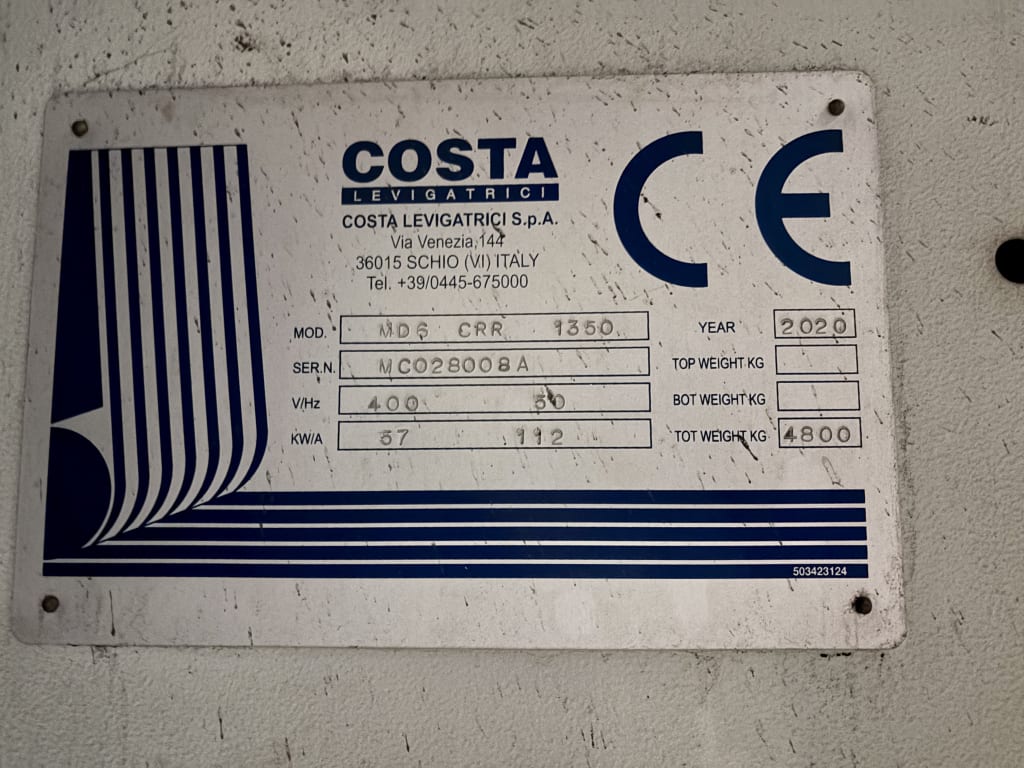 COSTA
LEVIGATRICI
COSTA LEVIGATRICI S.p.A.
Via Venezia,144
36015 SCHIO (VI) ITALY
Tel. +39/0445-675000
CE
MOD. MD6 CRR 1350
SER.N. MC028008A
V/Hz 400 50
KW/A 37 112
YEAR 2020
TOP WEIGHT KG
BOT WEIGHT KG
TOT WEIGHT KG 4800
503423124